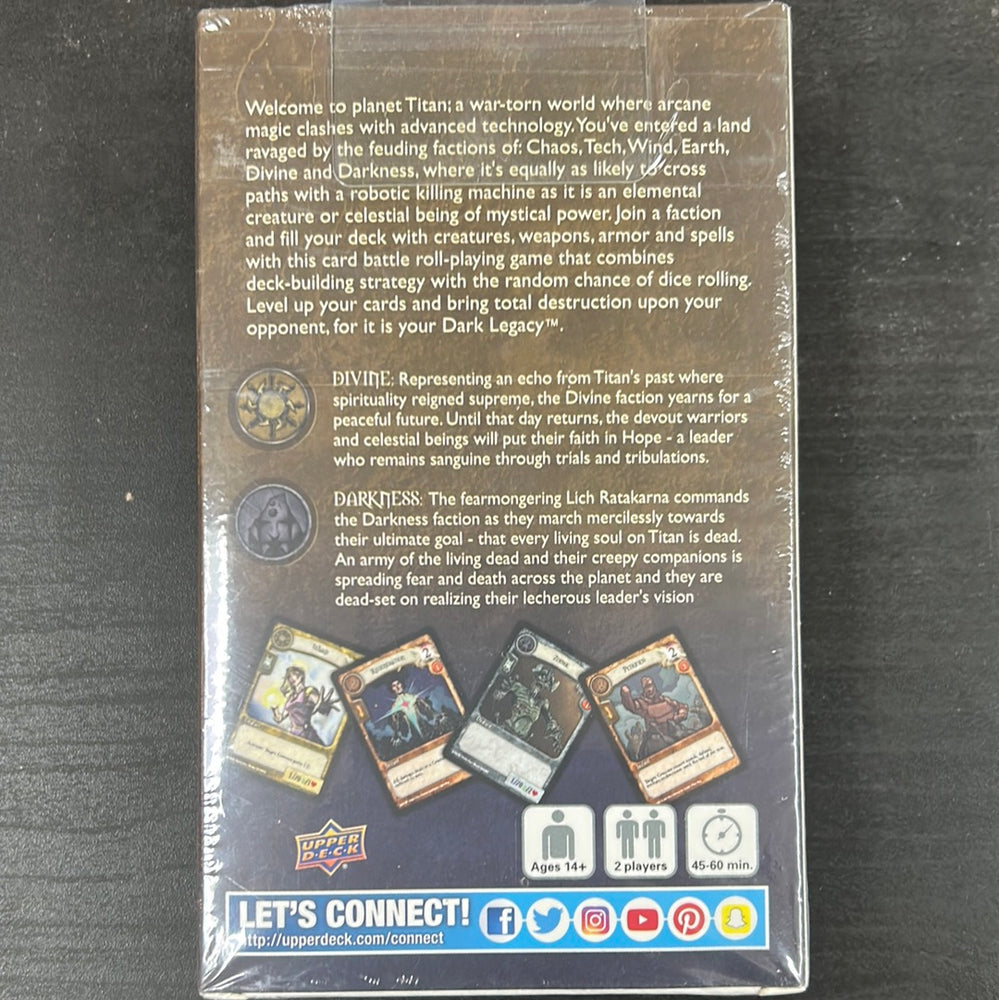 Welcome to planet Titan; a war-torn world where arcane
magic clashes with advanced technology. You've entered a land
ravaged by the feuding factions of: Chaos, Tech, Wind, Earth,
Divine and Darkness, where it's equally as likely to cross
paths with a robotic killing machine as it is an elemental
creature or celestial being of mystical power. Join a faction
and fill your deck with creatures, weapons, armor and spells
with this card battle roll-playing game that combines
deck-building strategy with the random chance of dice rolling.
Level up your cards and bring total destruction upon your
opponent, for it is your Dark Legacy™.
DIVINE: Representing an echo from Titan's past where
spirituality reigned supreme, the Divine faction yearns for a
peaceful future. Until that day returns, the devout warriors
and celestial beings will put their faith in Hope - a leader
who remains sanguine through trials and tribulations.
DARKNESS: The fearmongering Lich Ratakarna commands
the Darkness faction as they march mercilessly towards
their ultimate goal - that every living soul on Titan is dead.
An army of the living dead and their creepy companions is
spreading fear and death across the planet and they are
dead-set on realizing their lecherous leader's vision
2
2
UPPER
D·E·C·K
®
Ages 14+
2 players
45-60 min.
LET'S CONNECT!
http://upperdeck.com/connect